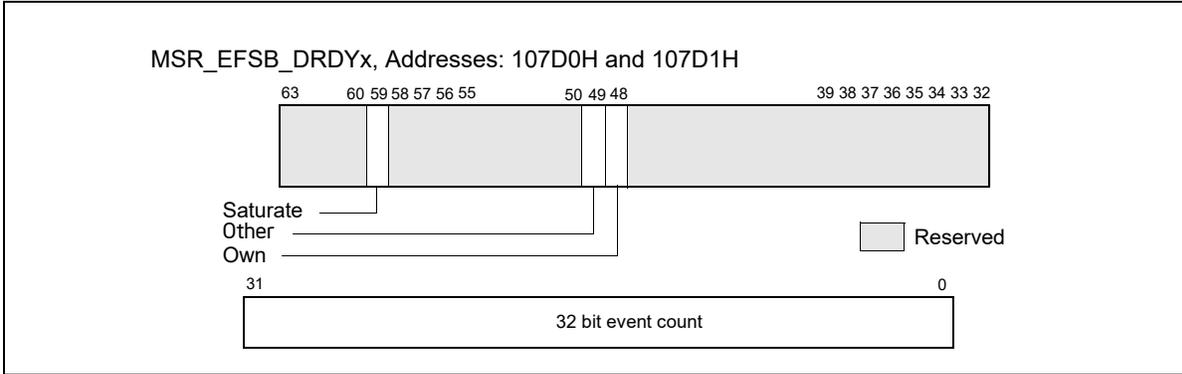 MSR_EFSB_DRDYx, Addresses: 107D0H and 107D1H
63 60 59 58 57 56 55 50 49 48 39 38 37 36 35 34 33 32
Saturate
Other
Own
Reserved
31 0
32 bit event count